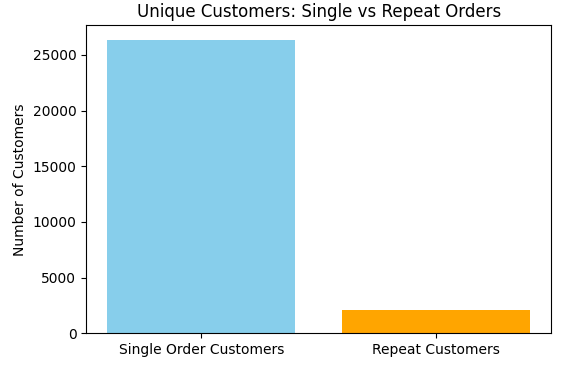 Unique Customers: Single vs Repeat Orders
25000
20000
15000
10000
5000
0
Number of Customers
Single Order Customers
Repeat Customers